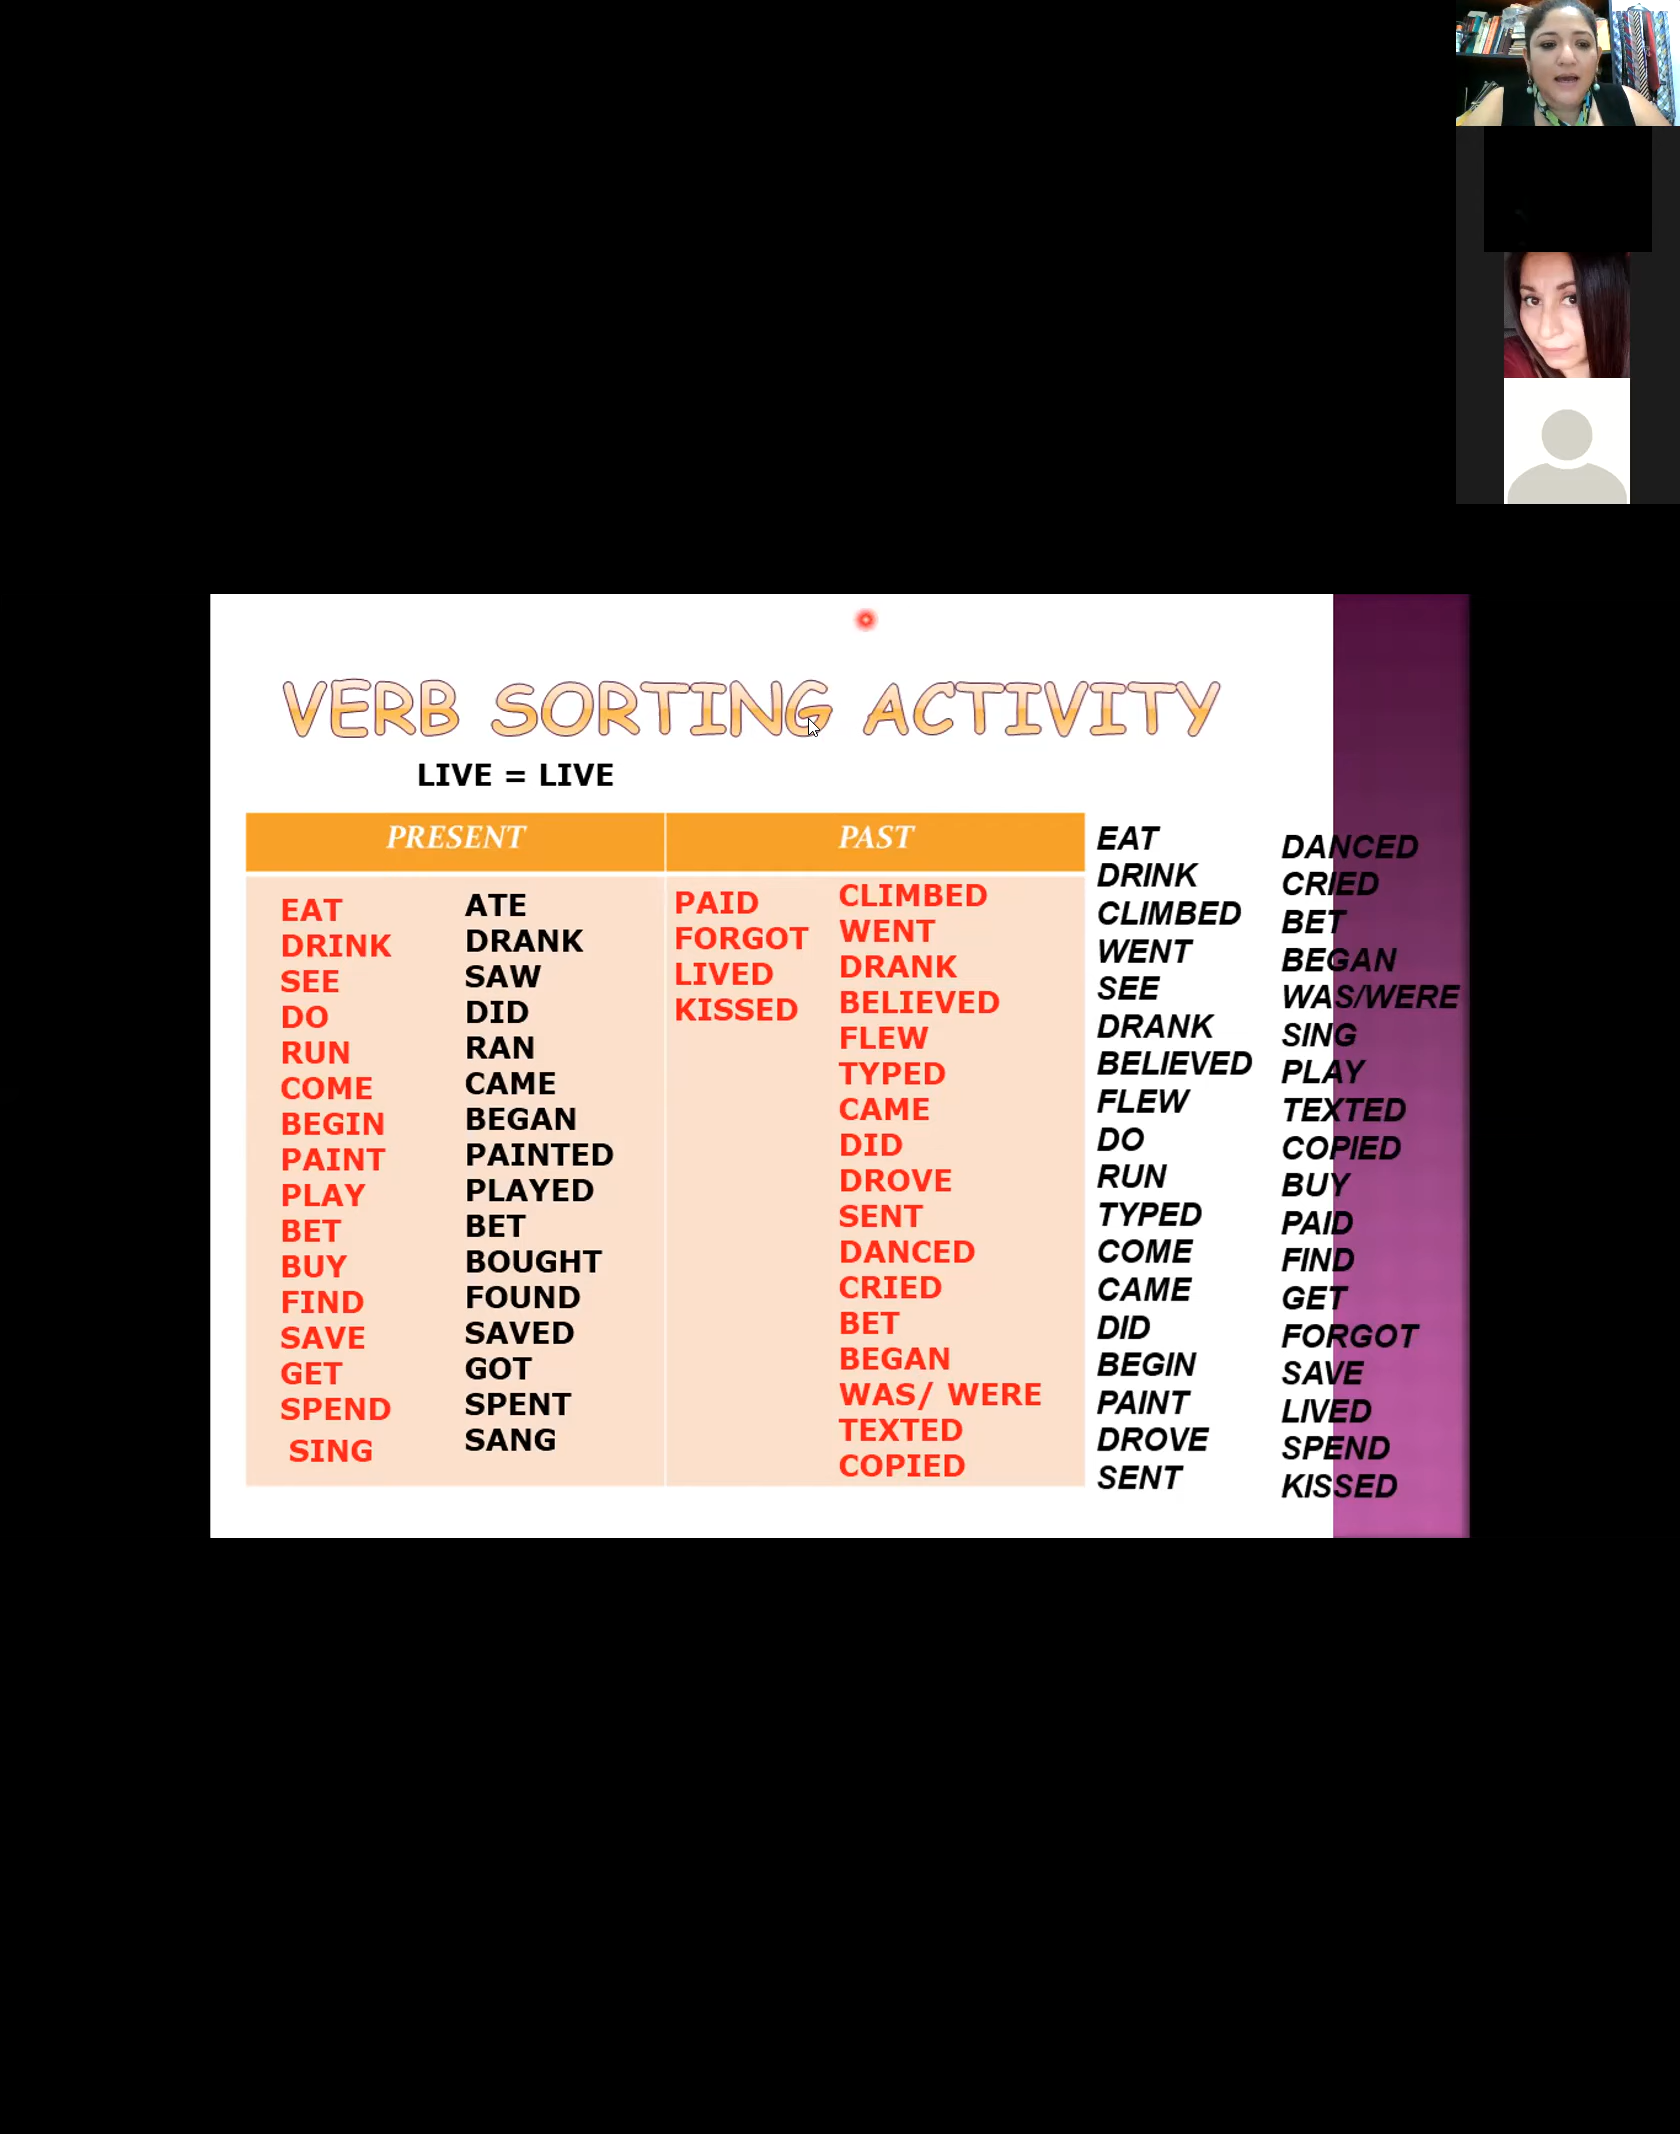 VERB SORTING ACTIVITY
LIVE = LIVE
PRESENT
EAT
DRINK
SEE
DO
RUN
COME
BEGIN
PAINT
PLAY
BET
BUY
FIND
SAVE
GET
SPEND
SING
ATE
DRANK
SAW
DID
RAN
CAME
BEGAN
PAINTED
PLAYED
BET
BOUGHT
FOUND
SAVED
GOT
SPENT
SANG
PAST
PAID
FORGOT
LIVED
KISSED
CLIMBED
WENT
DRANK
BELIEVED
FLEW
TYPED
CAME
DID
DROVE
SENT
DANCED
CRIED
BET
BEGAN
WAS/ WERE
TEXTED
COPIED
EAT
DRINK
CLIMBED
WENT
SEE
DRANK
BELIEVED
FLEW
DO
RUN
TYPED
COME
CAME
DID
BEGIN
PAINT
DROVE
SENT
DANCED
CRIED
BET
BEGAN
WAS/WERE
SING
PLAY
TEXTED
COPIED
BUY
PAID
FIND
GET
FORGOT
SAVE
LIVED
SPEND
KISSED